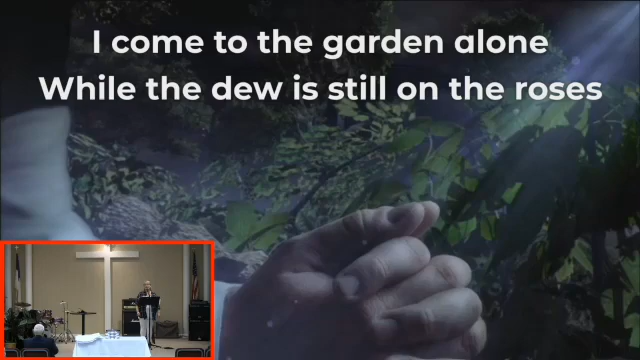 I come to the garden alone
While the dew is still on the roses